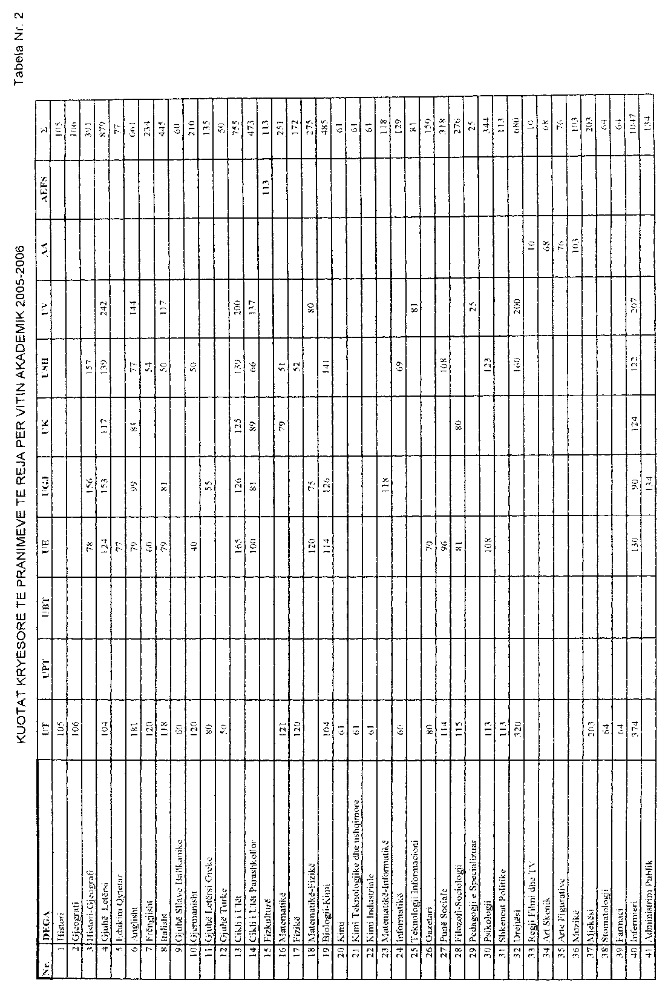 Tabela Nr. 2
KUOTAT KRYESORE TE PRANIMEVE TE REJA PER VITIN AKADEMIK 2005-2006
Nr. DEGA UT UPT UBT UE UGJ UK USH UV AA AEFS Σ
1 Histori 105 105
2 Gjeografi 106 106
3 Histori-Gjeografi 78 156 157 391
4 Gjuhë Letërsi 104 124 153 117 139 242 879
5 Edukim Qytetar 77 77
6 Anglisht 181 79 99 81 77 144 661
7 Frëngjisht 120 60 54 234
8 Italisht 118 79 81 50 117 445
9 Gjuhë Sllave Ballkanike 60 60
10 Gjermanisht 120 40 50 210
11 Gjuhë Letërsi Greke 80 55 135
12 Gjuhë Turke 50 50
13 Cikli i Ulët 165 126 125 139 200 755
14 Cikli i Ulët Parashkollor 100 81 89 66 137 473
15 Fizkulturë 113 113
16 Matematikë 121 79 51 251
17 Fizikë 120 52 172
18 Matematikë-Fizikë 120 75 80 275
19 Biologji-Kimi 104 114 126 141 485
20 Kimi 61 61
21 Kimi Teknologjike dhe ushqimore 61 61
22 Kimi Industriale 61 61
23 Matematikë-Informatikë 118 118
24 Informatikë 60 69 129
25 Teknologji Informacioni 81 81
26 Gazetari 80 70 150
27 Punë Sociale 114 96 108 318
28 Filozofi-Sociologji 115 81 80 276
29 Pedagogji e Specializuar 25 25
30 Psikologji 113 108 123 344
31 Shkencat Politike 113 113
32 Drejtësi 320 160 200 680
33 Regji Filmi dhe TV 10 10
34 Art Skenik 68 68
35 Arte Figurative 76 76
36 Muzikë 103 103
37 Mjekësi 203 203
38 Stomatologji 64 64
39 Farmaci 64 64
40 Infermieri 374 130 90 124 122 207 1047
41 Administrim Publik 134 134